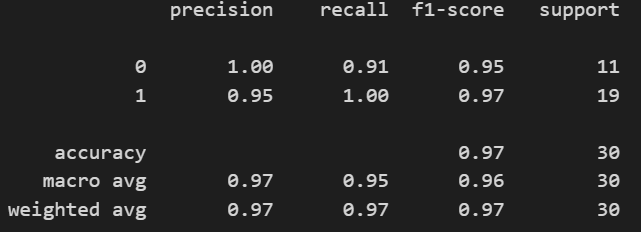 precision recall f1-score support
0 1.00 0.91 0.95 11
1 0.95 1.00 0.97 19
accuracy 0.97 30
macro avg 0.97 0.95 0.96 30
weighted avg 0.97 0.97 0.97 30